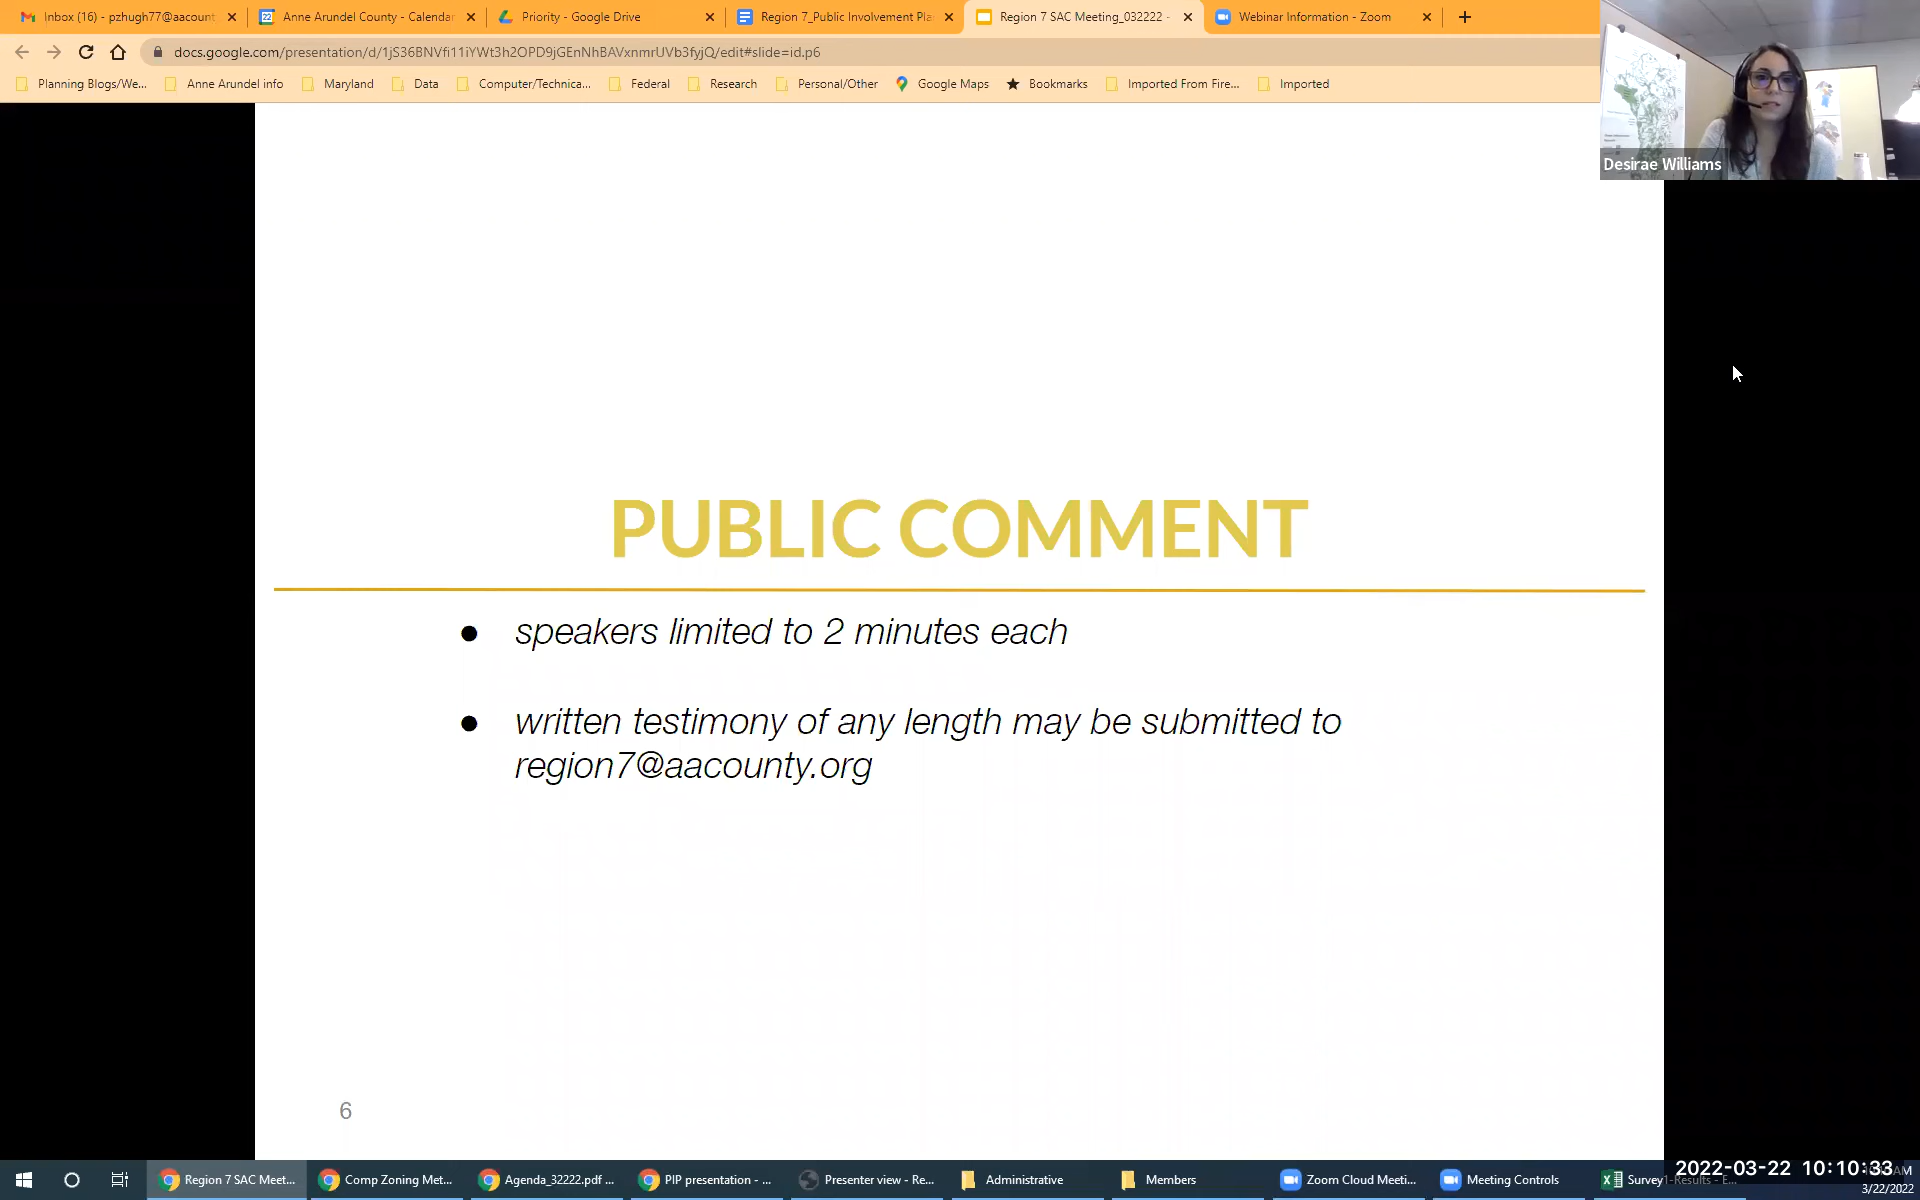 Inbox (16) - pzhugh77@aacount
Anne Arundel County - Calendar
Priority - Google Drive
Region 7_Public Involvement Pla
Region 7 SAC Meeting_032222 -
Webinar Information - Zoom
docs.google.com/presentation/d/1jS36BNVfi11iYWt3h2OPD9jGEnNhBAVxnmrUVb3fyjQ/edit#slide=id.p6
Planning Blogs/We...
Anne Arundel info
Maryland
Data
Computer/Technica...
Federal
Research
Personal/Other
Google Maps
Bookmarks
Imported From Fire...
Imported
Desirae Williams
PUBLIC COMMENT
● speakers limited to 2 minutes each
● written testimony of any length may be submitted to
region7@aacounty.org
6
Region 7 SAC Meet...
Comp Zoning Met...
Agenda_32222.pdf ...
PIP presentation - ...
Presenter view - Re...
Administrative
Members
Zoom Cloud Meeti...
Meeting Controls
Survey1-Results - E...
2022-03-22 10:10:33
3/22/2022